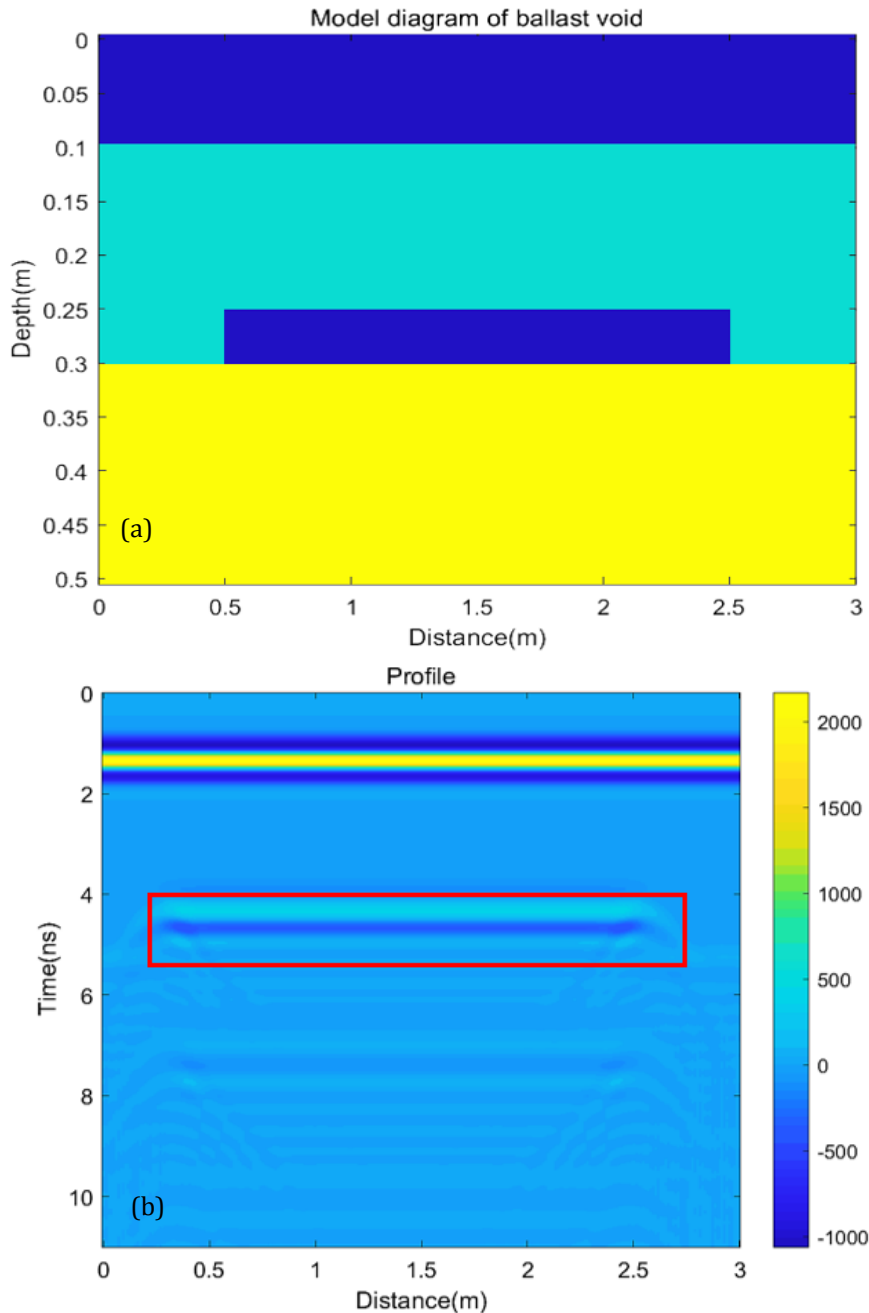 Model diagram of ballast void
0
0.05
0.1
0.15
0.2
0.25
0.3
0.35
0.4
0.45
0.5
Depth(m)
(a)
0 0.5 1 1.5 2 2.5 3
Distance(m)
Profile
0
2
4
6
8
10
Time(ns)
(b)
0 0.5 1 1.5 2 2.5 3
Distance(m)
2000
1500
1000
500
0
-500
-1000